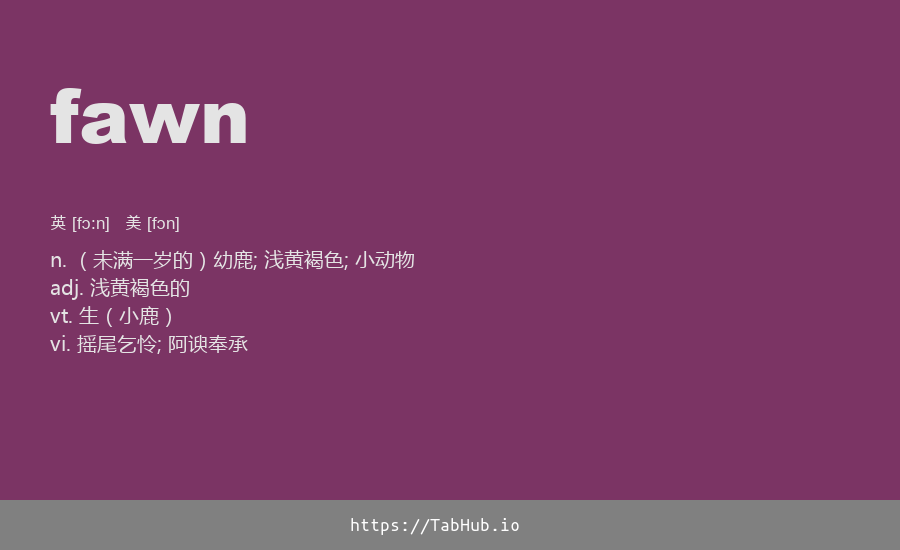 fawn
英 [fɔːn] 美 [fɔn]
n. （未满一岁的）幼鹿; 浅黄褐色; 小动物
adj. 浅黄褐色的
vt. 生（小鹿）
vi. 摇尾乞怜; 阿谀奉承
https://TabHub.io